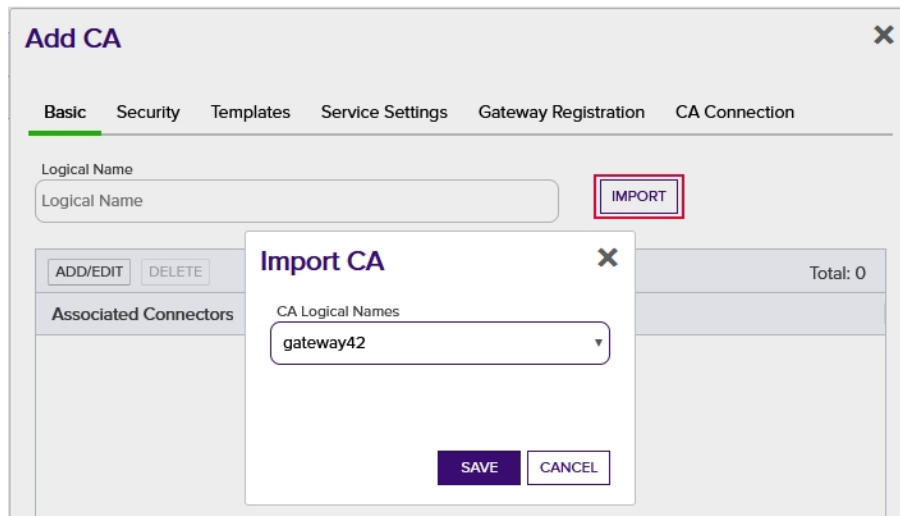 Add CA
Basic Security Templates Service Settings Gateway Registration CA Connection
Logical Name
Logical Name
IMPORT
ADD/EDIT DELETE
Total: 0
Associated Connectors
Import CA
CA Logical Names
gateway42
SAVE CANCEL